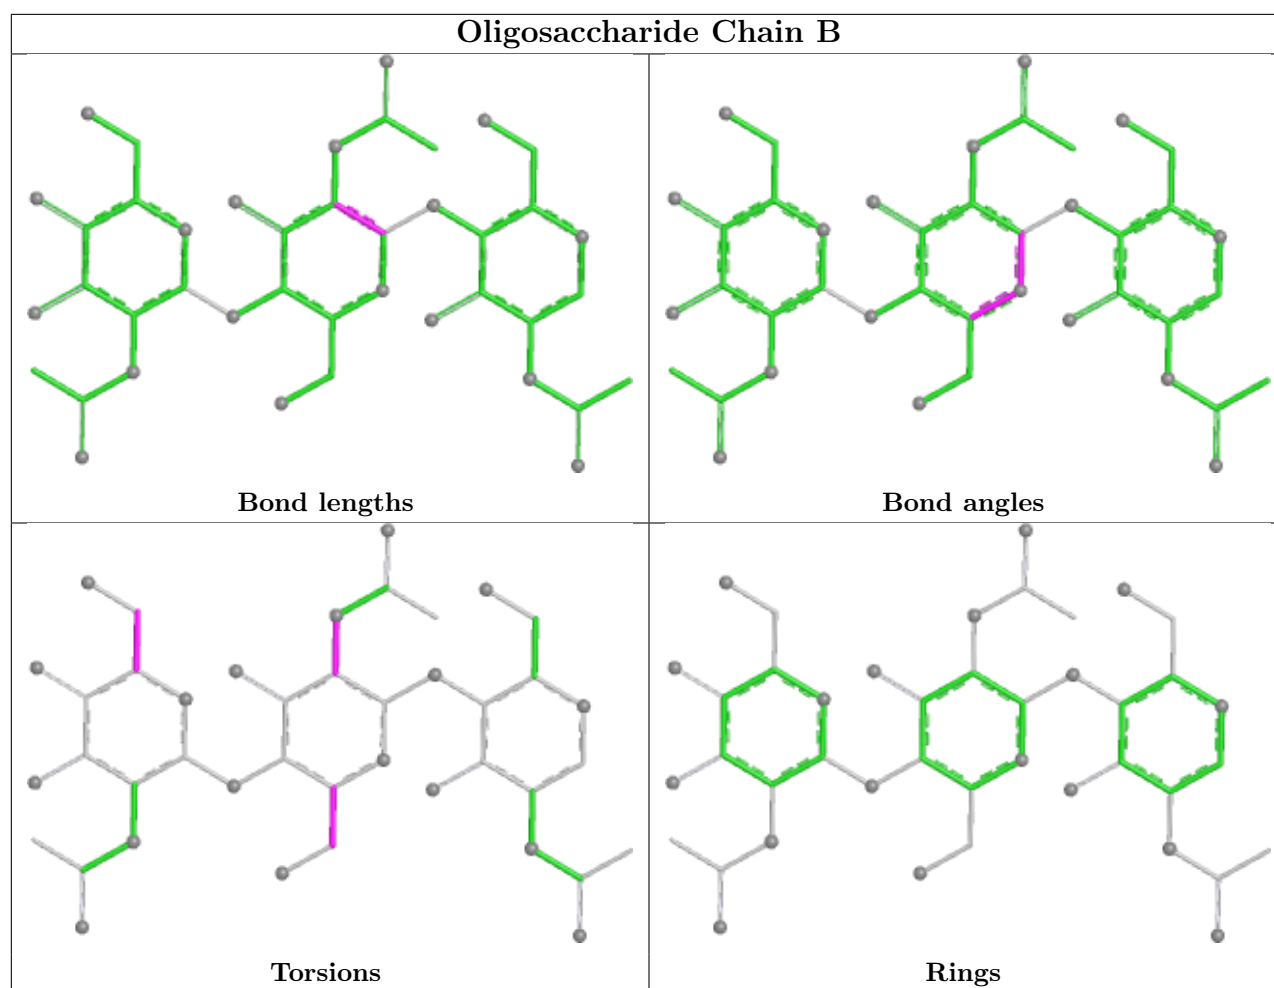 Oligosaccharide Chain B
Bond lengths
Bond angles
Torsions
Rings